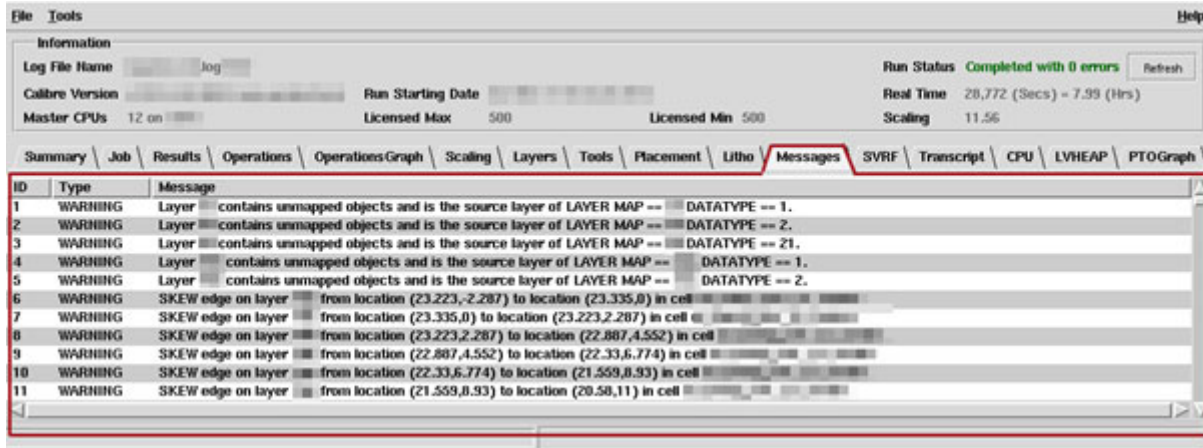 File Tools Help
Information
Log File Name log Run Status Completed with 0 errors Refresh
Calibre Version Run Starting Date Real Time 28,772 (Secs) = 7.99 (Hrs)
Master CPUs 12 on Licensed Max 500 Licensed Min 500 Scaling 11.56
Summary Job Results Operations OperationsGraph Scaling Layers Tools Placement Litho Messages SVRF Transcript CPU LVHEAP PTOGraph
ID Type Message
1 WARNING Layer contains unmapped objects and is the source layer of LAYER MAP == DATATYPE == 1.
2 WARNING Layer contains unmapped objects and is the source layer of LAYER MAP == DATATYPE == 2.
3 WARNING Layer contains unmapped objects and is the source layer of LAYER MAP == DATATYPE == 21.
4 WARNING Layer contains unmapped objects and is the source layer of LAYER MAP == DATATYPE == 1.
5 WARNING Layer contains unmapped objects and is the source layer of LAYER MAP == DATATYPE == 2.
6 WARNING SKEW edge on layer from location (23.223,-2.287) to location (23.335,0) in cell
7 WARNING SKEW edge on layer from location (23.335,0) to location (23.223,2.287) in cell
8 WARNING SKEW edge on layer from location (23.223,2.287) to location (22.887,4.552) in cell
9 WARNING SKEW edge on layer from location (22.887,4.552) to location (22.33,6.774) in cell
10 WARNING SKEW edge on layer from location (22.33,6.774) to location (21.559,8.93) in cell
11 WARNING SKEW edge on layer from location (21.559,8.93) to location (20.58,11) in cell